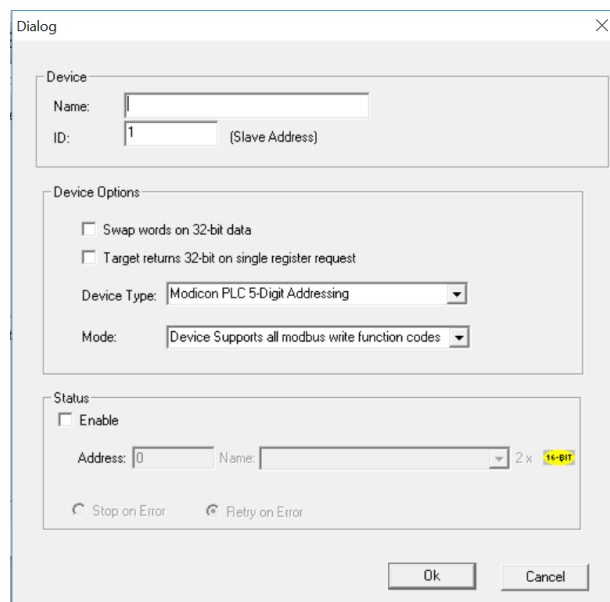 Dialog
Device
Name:
ID: 1 (Slave Address)
Device Options
Swap words on 32-bit data
Target returns 32-bit on single register request
Device Type: Modicon PLC 5-Digit Addressing
Mode: Device Supports all modbus write function codes
Status
Enable
Address: 0 Name: 2 x 16-BIT
Stop on Error Retry on Error
Ok Cancel